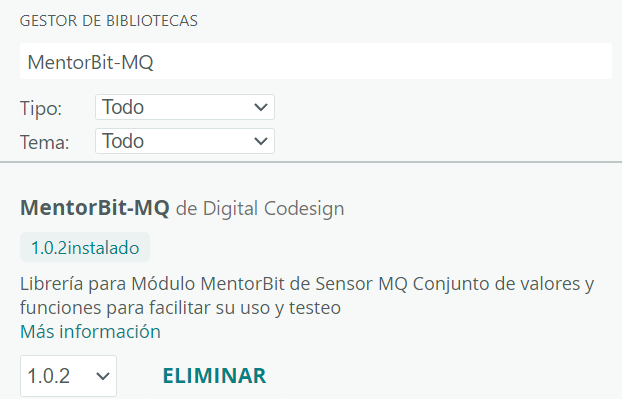 GESTOR DE BIBLIOTECAS
MentorBit-MQ
Tipo: Todo
Tema: Todo
MentorBit-MQ de Digital Codesign
1.0.2instalado
Librería para Módulo MentorBit de Sensor MQ Conjunto de valores y
funciones para facilitar su uso y testeo
Más información
1.0.2 ELIMINAR